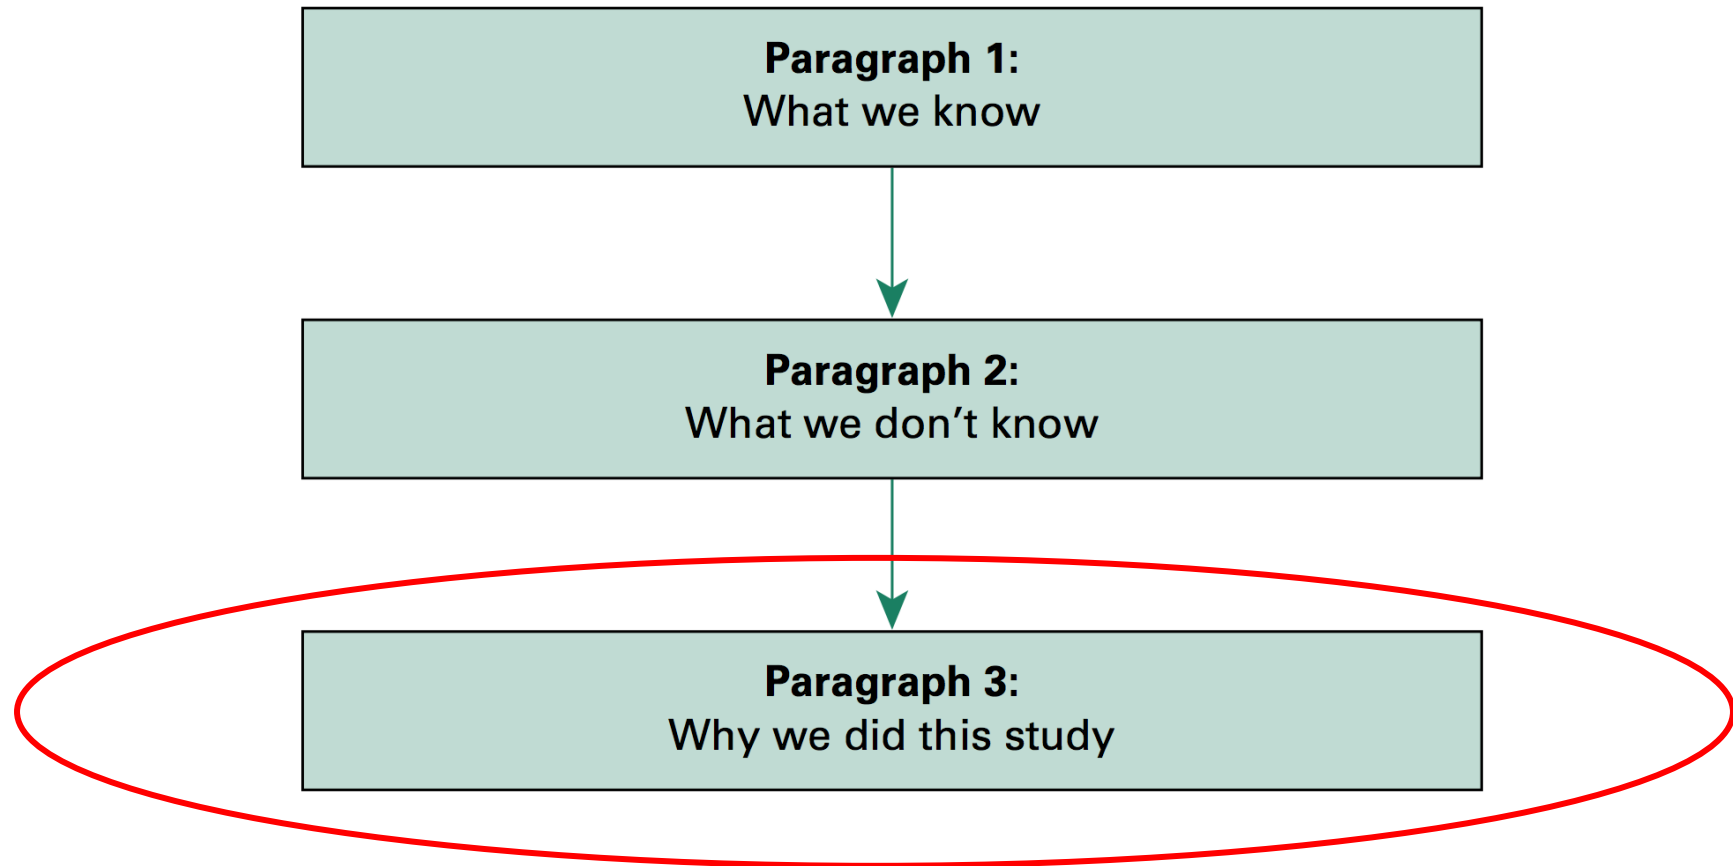 Paragraph 1:
What we know
Paragraph 2:
What we don’t know
Paragraph 3:
Why we did this study